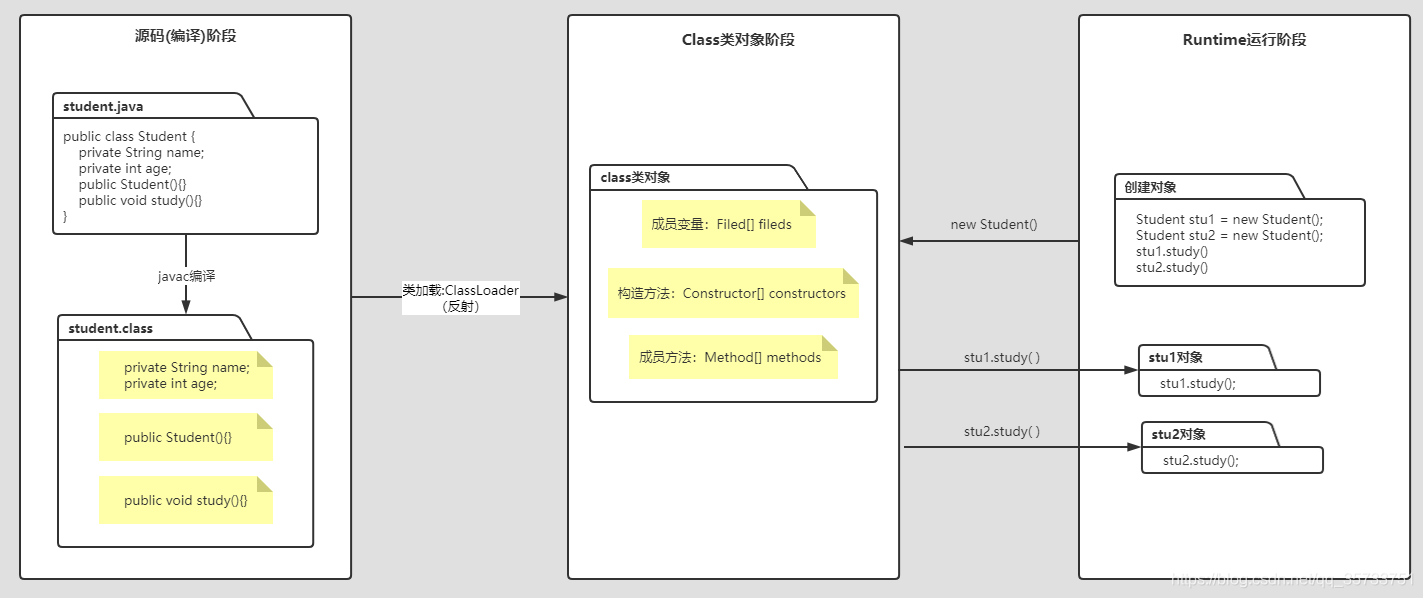 源码(编译)阶段
student.java
public class Student {
private String name;
private int age;
public Student(){}
public void study(){}
}
javac编译
student.class
private String name;
private int age;
public Student(){}
public void study(){}
类加载:ClassLoader
（反射）
Class类对象阶段
class类对象
成员变量：Filed[] fileds
构造方法：Constructor[] constructors
成员方法：Method[] methods
new Student()
stu1.study( )
stu2.study( )
Runtime运行阶段
创建对象
Student stu1 = new Student();
Student stu2 = new Student();
stu1.study()
stu2.study()
stu1对象
stu1.study();
stu2对象
stu2.study();